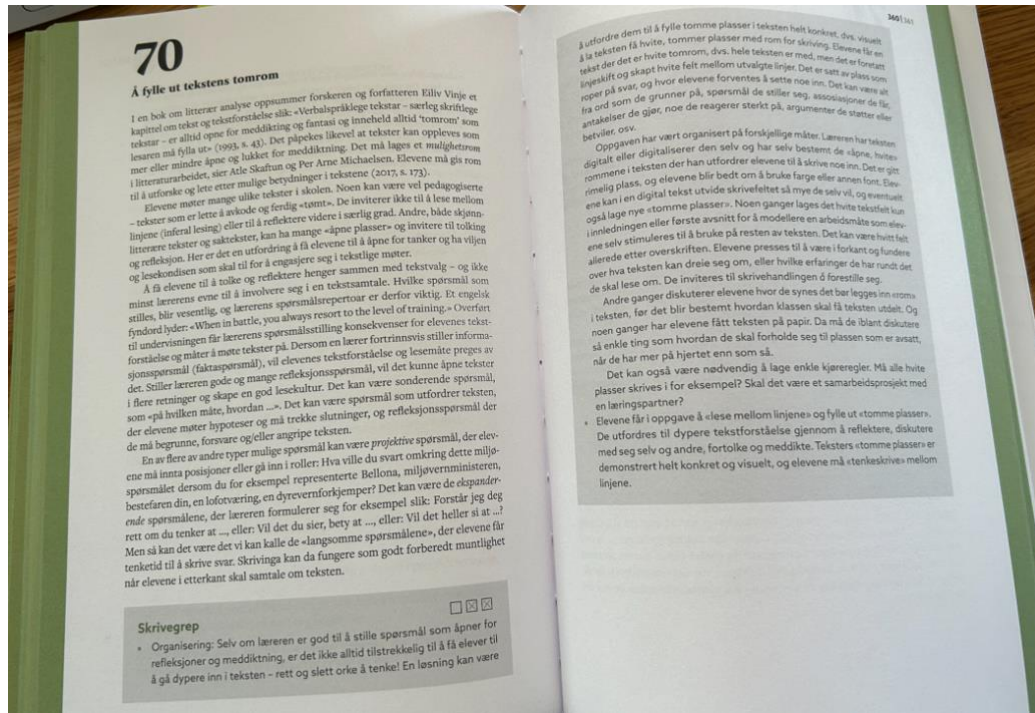 70
Å fylle ut tekstens tomrom
I en bok om litterær analyse oppsummer forskeren og forfatteren Eiliv Vinje et
kapittel om tekst og tekstforståelse slik: «Verbalspråklege tekstar – særleg skriftlege
tekstar – er alltid opne for meddikting og fantasi og inneheld alltid ‘tomrom’ som
lesaren må fylla ut» (1993, s. 43). Det påpekes likevel at tekster kan oppleves som
mer eller mindre åpne og lukket for meddiktning. Det må lages et mulighetsrom
i litteraturarbeidet, sier Atle Skaftun og Per Arne Michaelsen. Elevene må gis rom
til å utforske og lete etter mulige betydninger i tekstene (2017, s. 173).
Elevene møter mange ulike tekster i skolen. Noen kan være vel pedagogiserte
– tekster som er lette å avkode og ferdig «tømt». De inviterer ikke til å lese mellom
linjene (inferal lesing) eller til å reflektere videre i særlig grad. Andre, både skjønn-
litterære tekster og saktekster, kan ha mange «åpne plasser» og invitere til tolking
og refleksjon. Her er det en utfordring å få elevene til å åpne for tanker og ha viljen
og lesekondisen som skal til for å engasjere seg i tekstlige møter.
Å få elevene til å tolke og reflektere henger sammen med tekstvalg – og ikke
minst lærerens evne til å involvere seg i en tekstsamtale. Hvilke spørsmål som
stilles, blir vesentlig, og lærerens spørsmålsrepertoar er derfor viktig. Et engelsk
fyndord lyder: «When in battle, you always resort to the level of training.» Overført
til undervisningen får lærerens spørsmålsstilling konsekvenser for elevenes tekst-
forståelse og måter å møte tekster på. Dersom en lærer fortrinnsvis stiller informa-
sjonsspørsmål (faktaspørsmål), vil elevenes tekstforståelse og lesemåte preges av
det. Stiller læreren gode og mange refleksjonsspørsmål, vil det kunne åpne tekster
i flere retninger og skape en god lesekultur. Det kan være sonderende spørsmål,
som «på hvilken måte, hvordan ...». Det kan være spørsmål som utfordrer teksten,
der elevene møter hypoteser og må trekke slutninger, og refleksjonsspørsmål der
de må begrunne, forsvare og/eller angripe teksten.
En av flere av andre typer mulige spørsmål kan være projektive spørsmål, der elev-
ene må innta posisjoner eller gå inn i roller: Hva ville du svart omkring dette miljø-
spørsmålet dersom du for eksempel representerte Bellona, miljøvernministeren,
bestefaren din, en lofotværing, en dyrevernforkjemper? Det kan være de ekspander-
ende spørsmålene, der læreren formulerer seg for eksempel slik: Forstår jeg deg
rett om du tenker at ..., eller: Vil det du sier, bety at ..., eller: Vil det heller si at ...?
Men så kan det være det vi kan kalle de «langsomme spørsmålene», der elevene får
tenketid til å skrive svar. Skrivinga kan da fungere som godt forberedt muntlighet
når elevene i etterkant skal samtale om teksten.
Skrivegrep
• Organisering: Selv om læreren er god til å stille spørsmål som åpner for
refleksjoner og meddiktning, er det ikke alltid tilstrekkelig til å få elever til
å gå dypere inn i teksten – rett og slett orke å tenke! En løsning kan være
360|361
å utfordre dem til å fylle tomme plasser i teksten helt konkret, dvs. visuelt
å la teksten få hvite, tommer plasser med rom for skriving. Elevene får en
tekst der det er hvite tomrom, dvs. hele teksten er med, men det er foretatt
linjeskift og skapt hvite felt mellom utvalgte linjer. Det er satt av plass som
roper på svar, og hvor elevene forventes å sette noe inn. Det kan være alt
fra ord som de grunner på, spørsmål de stiller seg, assosiasjoner de får,
antakelser de gjør, noe de reagerer sterkt på, argumenter de støtter eller
betviler, osv.
Oppgaven har vært organisert på forskjellige måter. Læreren har teksten
digitalt eller digitaliserer den selv og har selv bestemt de «åpne, hvite»
rommene i teksten der han utfordrer elevene til å skrive noe inn. Det er gitt
rimelig plass, og elevene blir bedt om å bruke farge eller annen font. Elev-
ene kan i en digital tekst utvide skrivefeltet så mye de selv vil, og eventuelt
også lage nye «tomme plasser». Noen ganger lages det hvite tekstfelt kun
i innledningen eller første avsnitt for å modellere en arbeidsmåte som elev-
ene selv stimuleres til å bruke på resten av teksten. Det kan være hvitt felt
allerede etter overskriften. Elevene presses til å være i forkant og fundere
over hva teksten kan dreie seg om, eller hvilke erfaringer de har rundt det
de skal lese om. De inviteres til skrivehandlingen å forestille seg.
Andre ganger diskuterer elevene hvor de synes det bør legges inn «rom»
i teksten, før det blir bestemt hvordan klassen skal få teksten utdelt. Og
noen ganger har elevene fått teksten på papir. Da må de iblant diskutere
så enkle ting som hvordan de skal forholde seg til plassen som er avsatt,
når de har mer på hjertet enn som så.
Det kan også være nødvendig å lage enkle kjøreregler. Må alle hvite
plasser skrives i for eksempel? Skal det være et samarbeidsprosjekt med
en læringspartner?
• Elevene får i oppgave å «lese mellom linjene» og fylle ut «tomme plasser».
De utfordres til dypere tekstforståelse gjennom å reflektere, diskutere
med seg selv og andre, fortolke og meddikte. Teksters «tomme plasser» er
demonstrert helt konkret og visuelt, og elevene må «tenkeskrive» mellom
linjene.